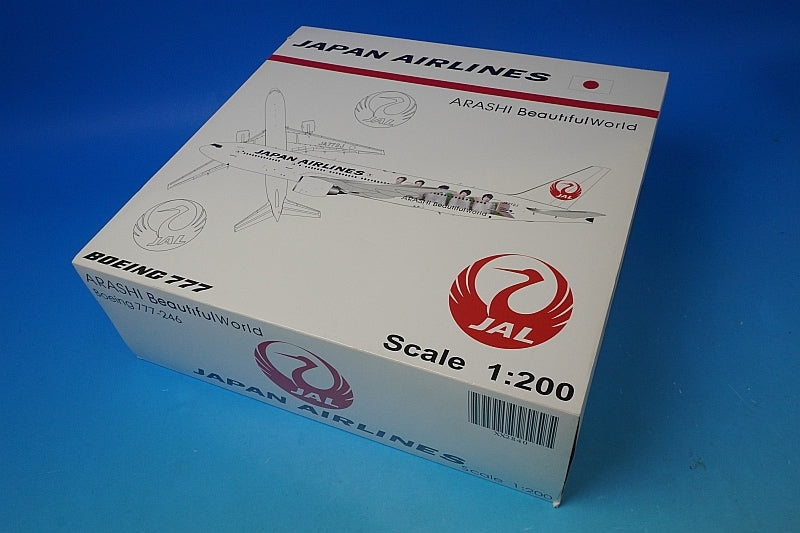 JAPAN AIRLINES
ARASHI BeautifulWorld
JAL
JAPAN AIRLINES
ARASHI BeautifulWorld
JAL
BOEING 777
JAL
Scale 1:200
ARASHI BeautifulWorld
Boeing 777-246
JAL
JAPAN AIRLINES
Scale 1:200